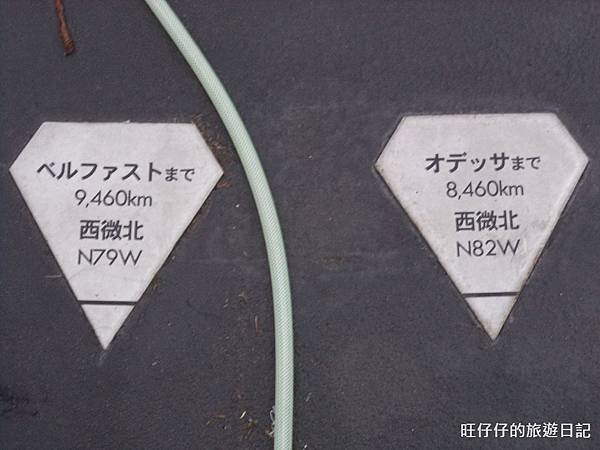 ベルファストまで
9,460km
西微北
N79W
オデッサまで
8,460km
西微北
N82W
旺仔仔的旅遊日記